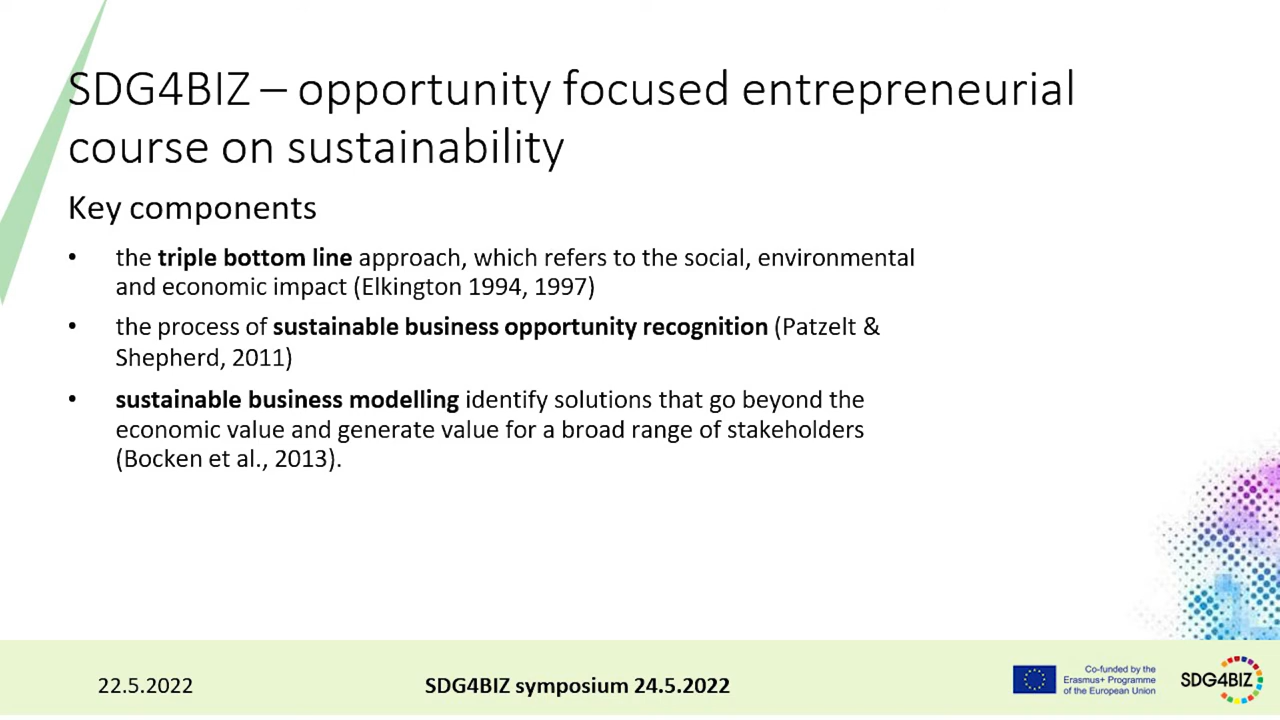 SDG4BIZ – opportunity focused entrepreneurial
course on sustainability
Key components
• the triple bottom line approach, which refers to the social, environmental
and economic impact (Elkington 1994, 1997)
• the process of sustainable business opportunity recognition (Patzelt &
Shepherd, 2011)
• sustainable business modelling identify solutions that go beyond the
economic value and generate value for a broad range of stakeholders
(Bocken et al., 2013).
22.5.2022
SDG4BIZ symposium 24.5.2022
Co-funded by the
Erasmus+ Programme
of the European Union
SDG4BIZ